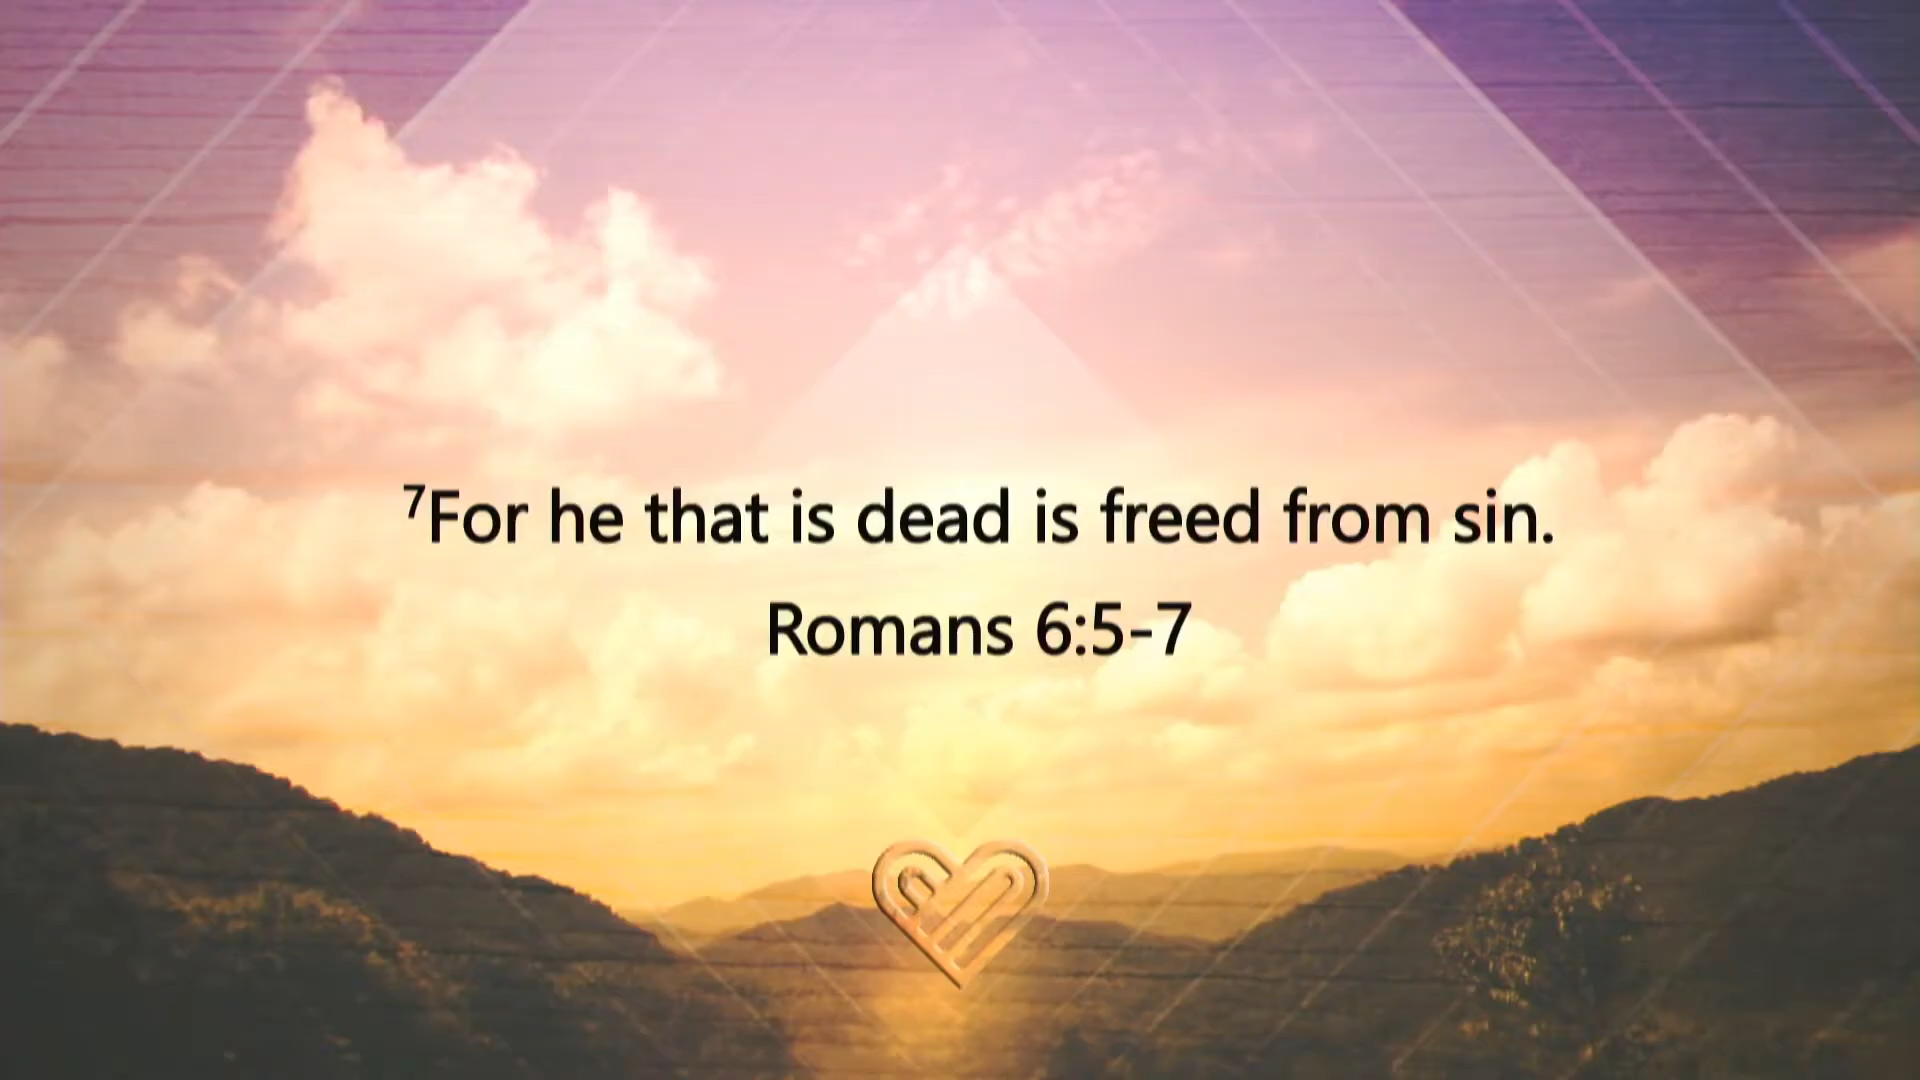 ⁷For he that is dead is freed from sin.
Romans 6:5-7